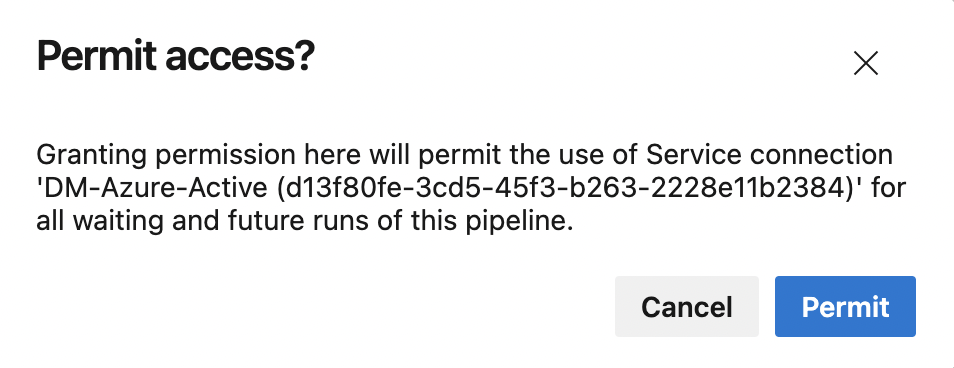 Permit access?
Granting permission here will permit the use of Service connection
'DM-Azure-Active (d13f80fe-3cd5-45f3-b263-2228e11b2384)' for
all waiting and future runs of this pipeline.
Cancel
Permit